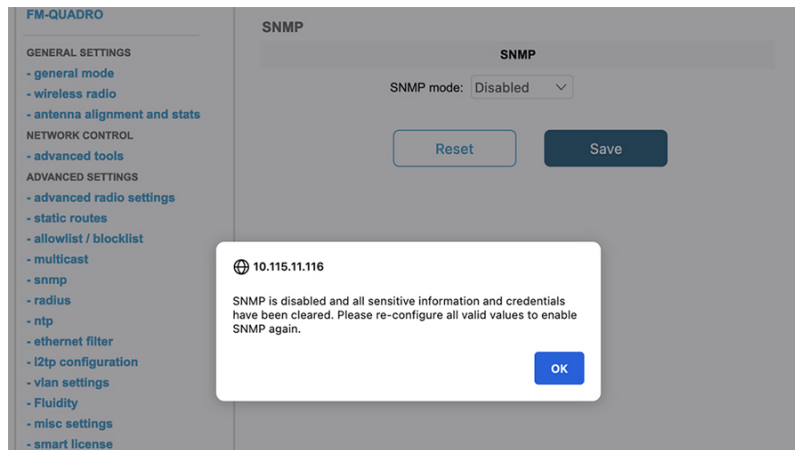 FM-QUADRO
GENERAL SETTINGS
- general mode
- wireless radio
- antenna alignment and stats
NETWORK CONTROL
- advanced tools
ADVANCED SETTINGS
- advanced radio settings
- static routes
- allowlist / blocklist
- multicast
- snmp
- radius
- ntp
- ethernet filter
- l2tp configuration
- vlan settings
- Fluidity
- misc settings
- smart license
SNMP
SNMP
SNMP mode: Disabled
Reset Save
10.115.11.116
SNMP is disabled and all sensitive information and credentials
have been cleared. Please re-configure all valid values to enable
SNMP again.
OK